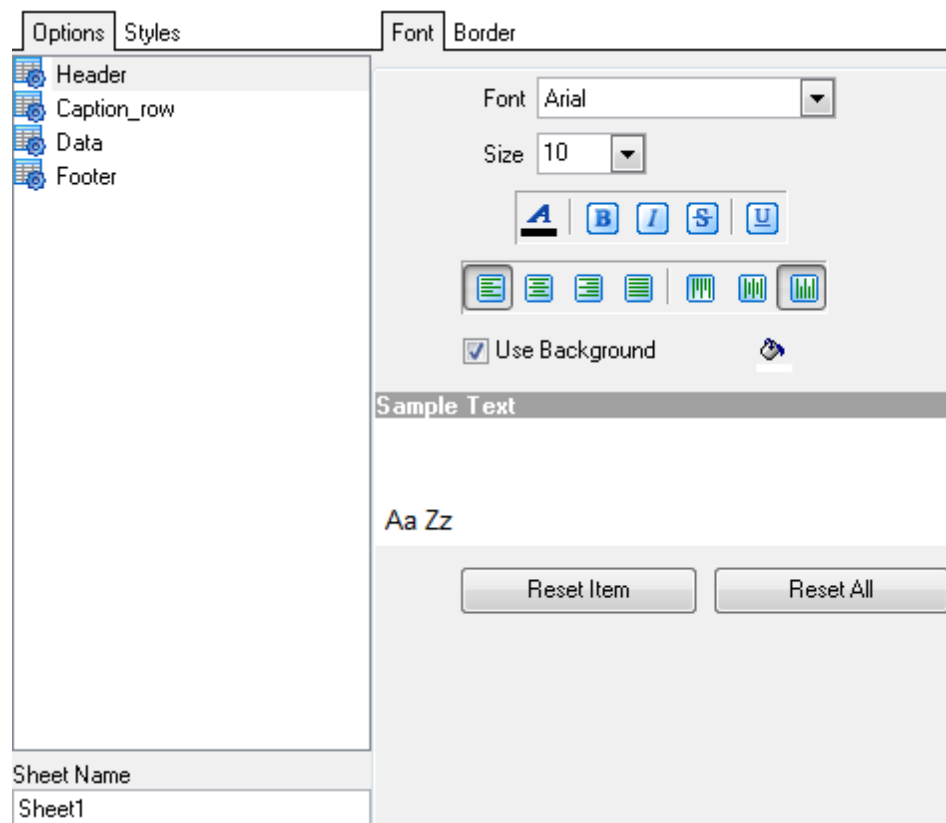 Options Styles
Header
Caption_row
Data
Footer
Sheet Name
Sheet1
Font Border
Font Arial
Size 10
A B I S U
Use Background
Sample Text
Aa Zz
Reset Item Reset All